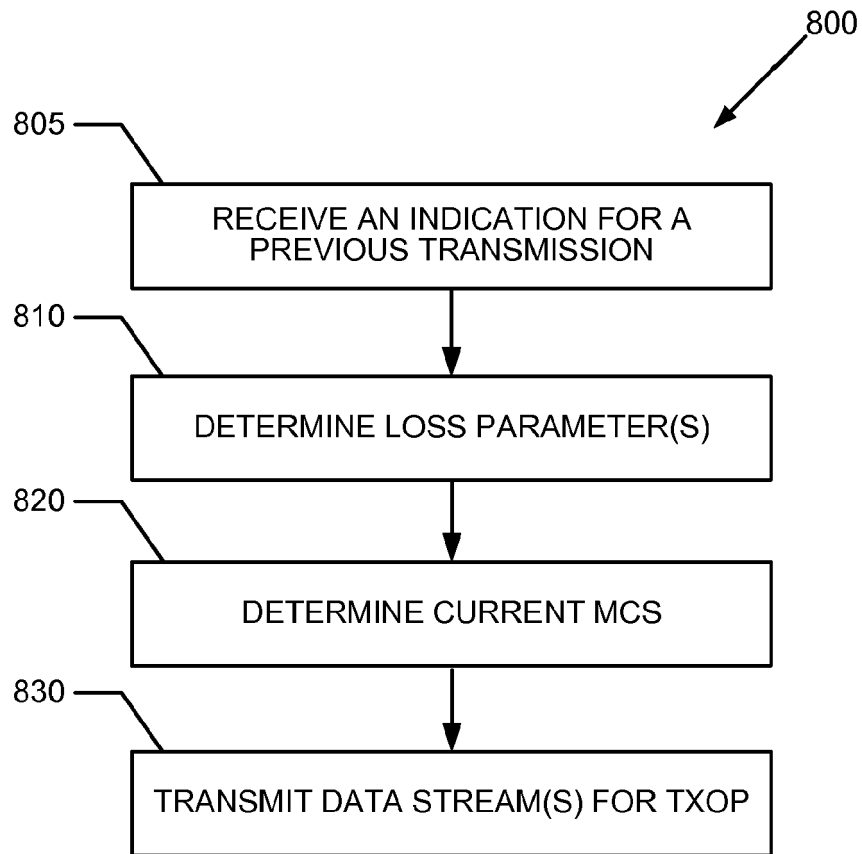 800
805
RECEIVE AN INDICATION FOR A
PREVIOUS TRANSMISSION
810
DETERMINE LOSS PARAMETER(S)
820
DETERMINE CURRENT MCS
830
TRANSMIT DATA STREAM(S) FOR TXOP